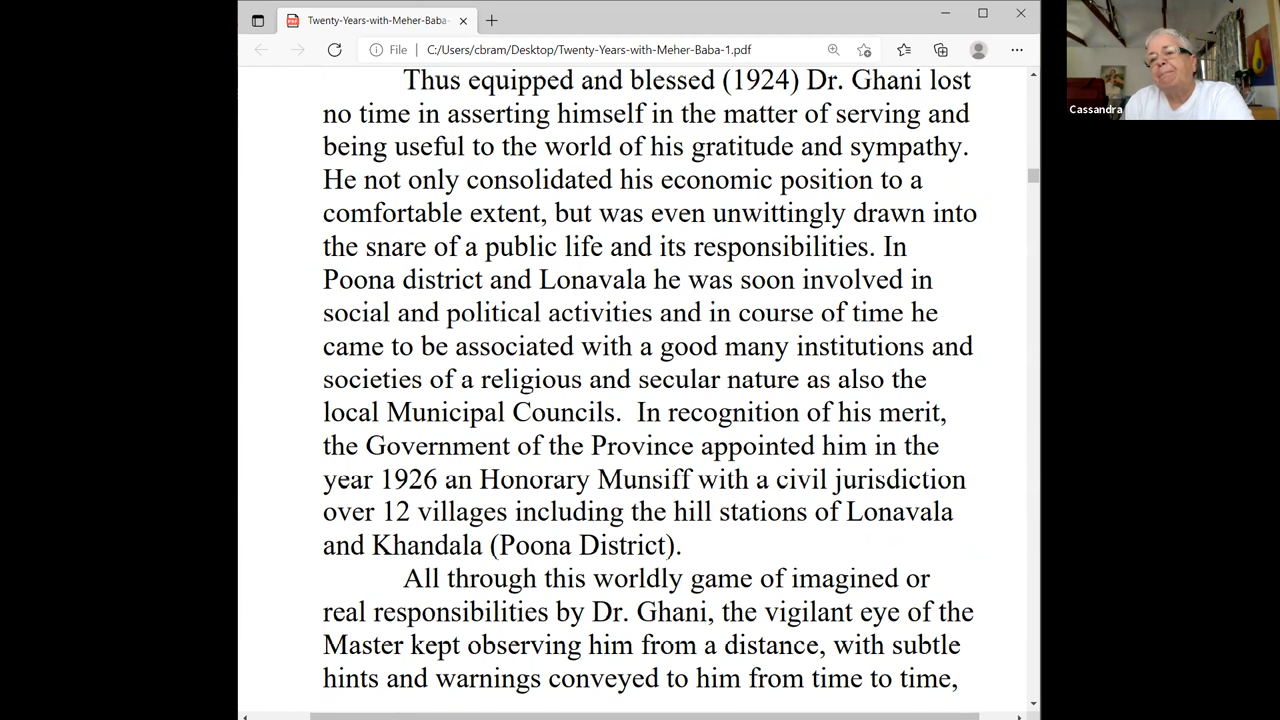 Twenty-Years-with-Meher-Baba-
File
C:/Users/cbram/Desktop/Twenty-Years-with-Meher-Baba-1.pdf
Thus equipped and blessed (1924) Dr. Ghani lost
no time in asserting himself in the matter of serving and
being useful to the world of his gratitude and sympathy.
He not only consolidated his economic position to a
comfortable extent, but was even unwittingly drawn into
the snare of a public life and its responsibilities. In
Poona district and Lonavala he was soon involved in
social and political activities and in course of time he
came to be associated with a good many institutions and
societies of a religious and secular nature as also the
local Municipal Councils.  In recognition of his merit,
the Government of the Province appointed him in the
year 1926 an Honorary Munsiff with a civil jurisdiction
over 12 villages including the hill stations of Lonavala
and Khandala (Poona District).
All through this worldly game of imagined or
real responsibilities by Dr. Ghani, the vigilant eye of the
Master kept observing him from a distance, with subtle
hints and warnings conveyed to him from time to time,
Cassandra